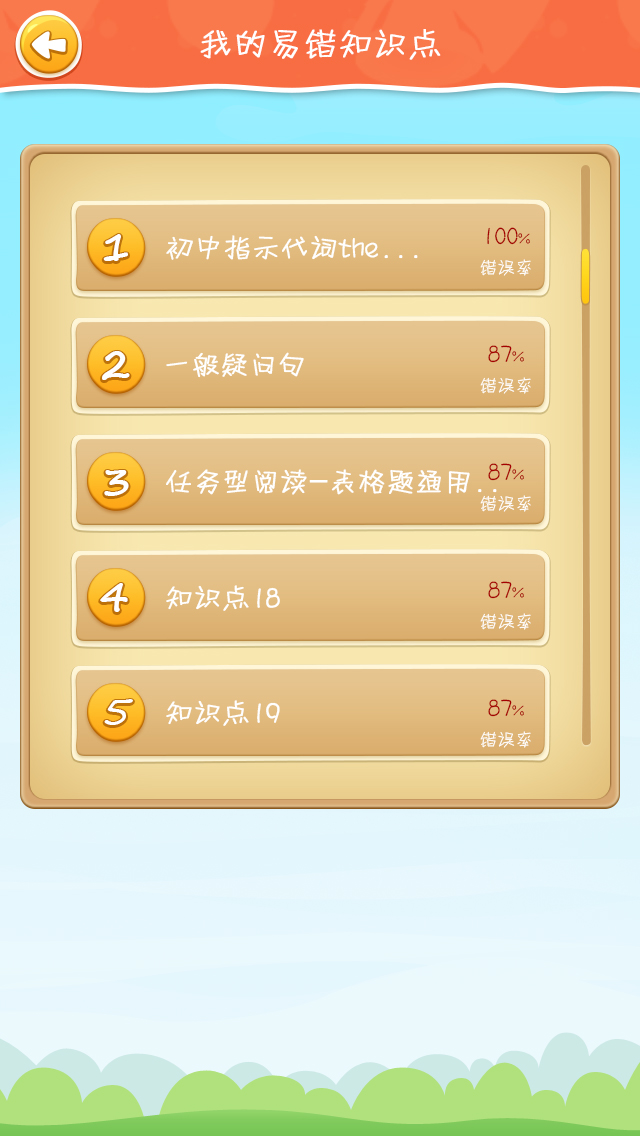 我的易错知识点
1
初中指示代词the...
100%
错误率
2
一般疑问句
87%
错误率
3
任务型阅读-表格题通用..
87%
错误率
4
知识点18
87%
错误率
5
知识点19
87%
错误率